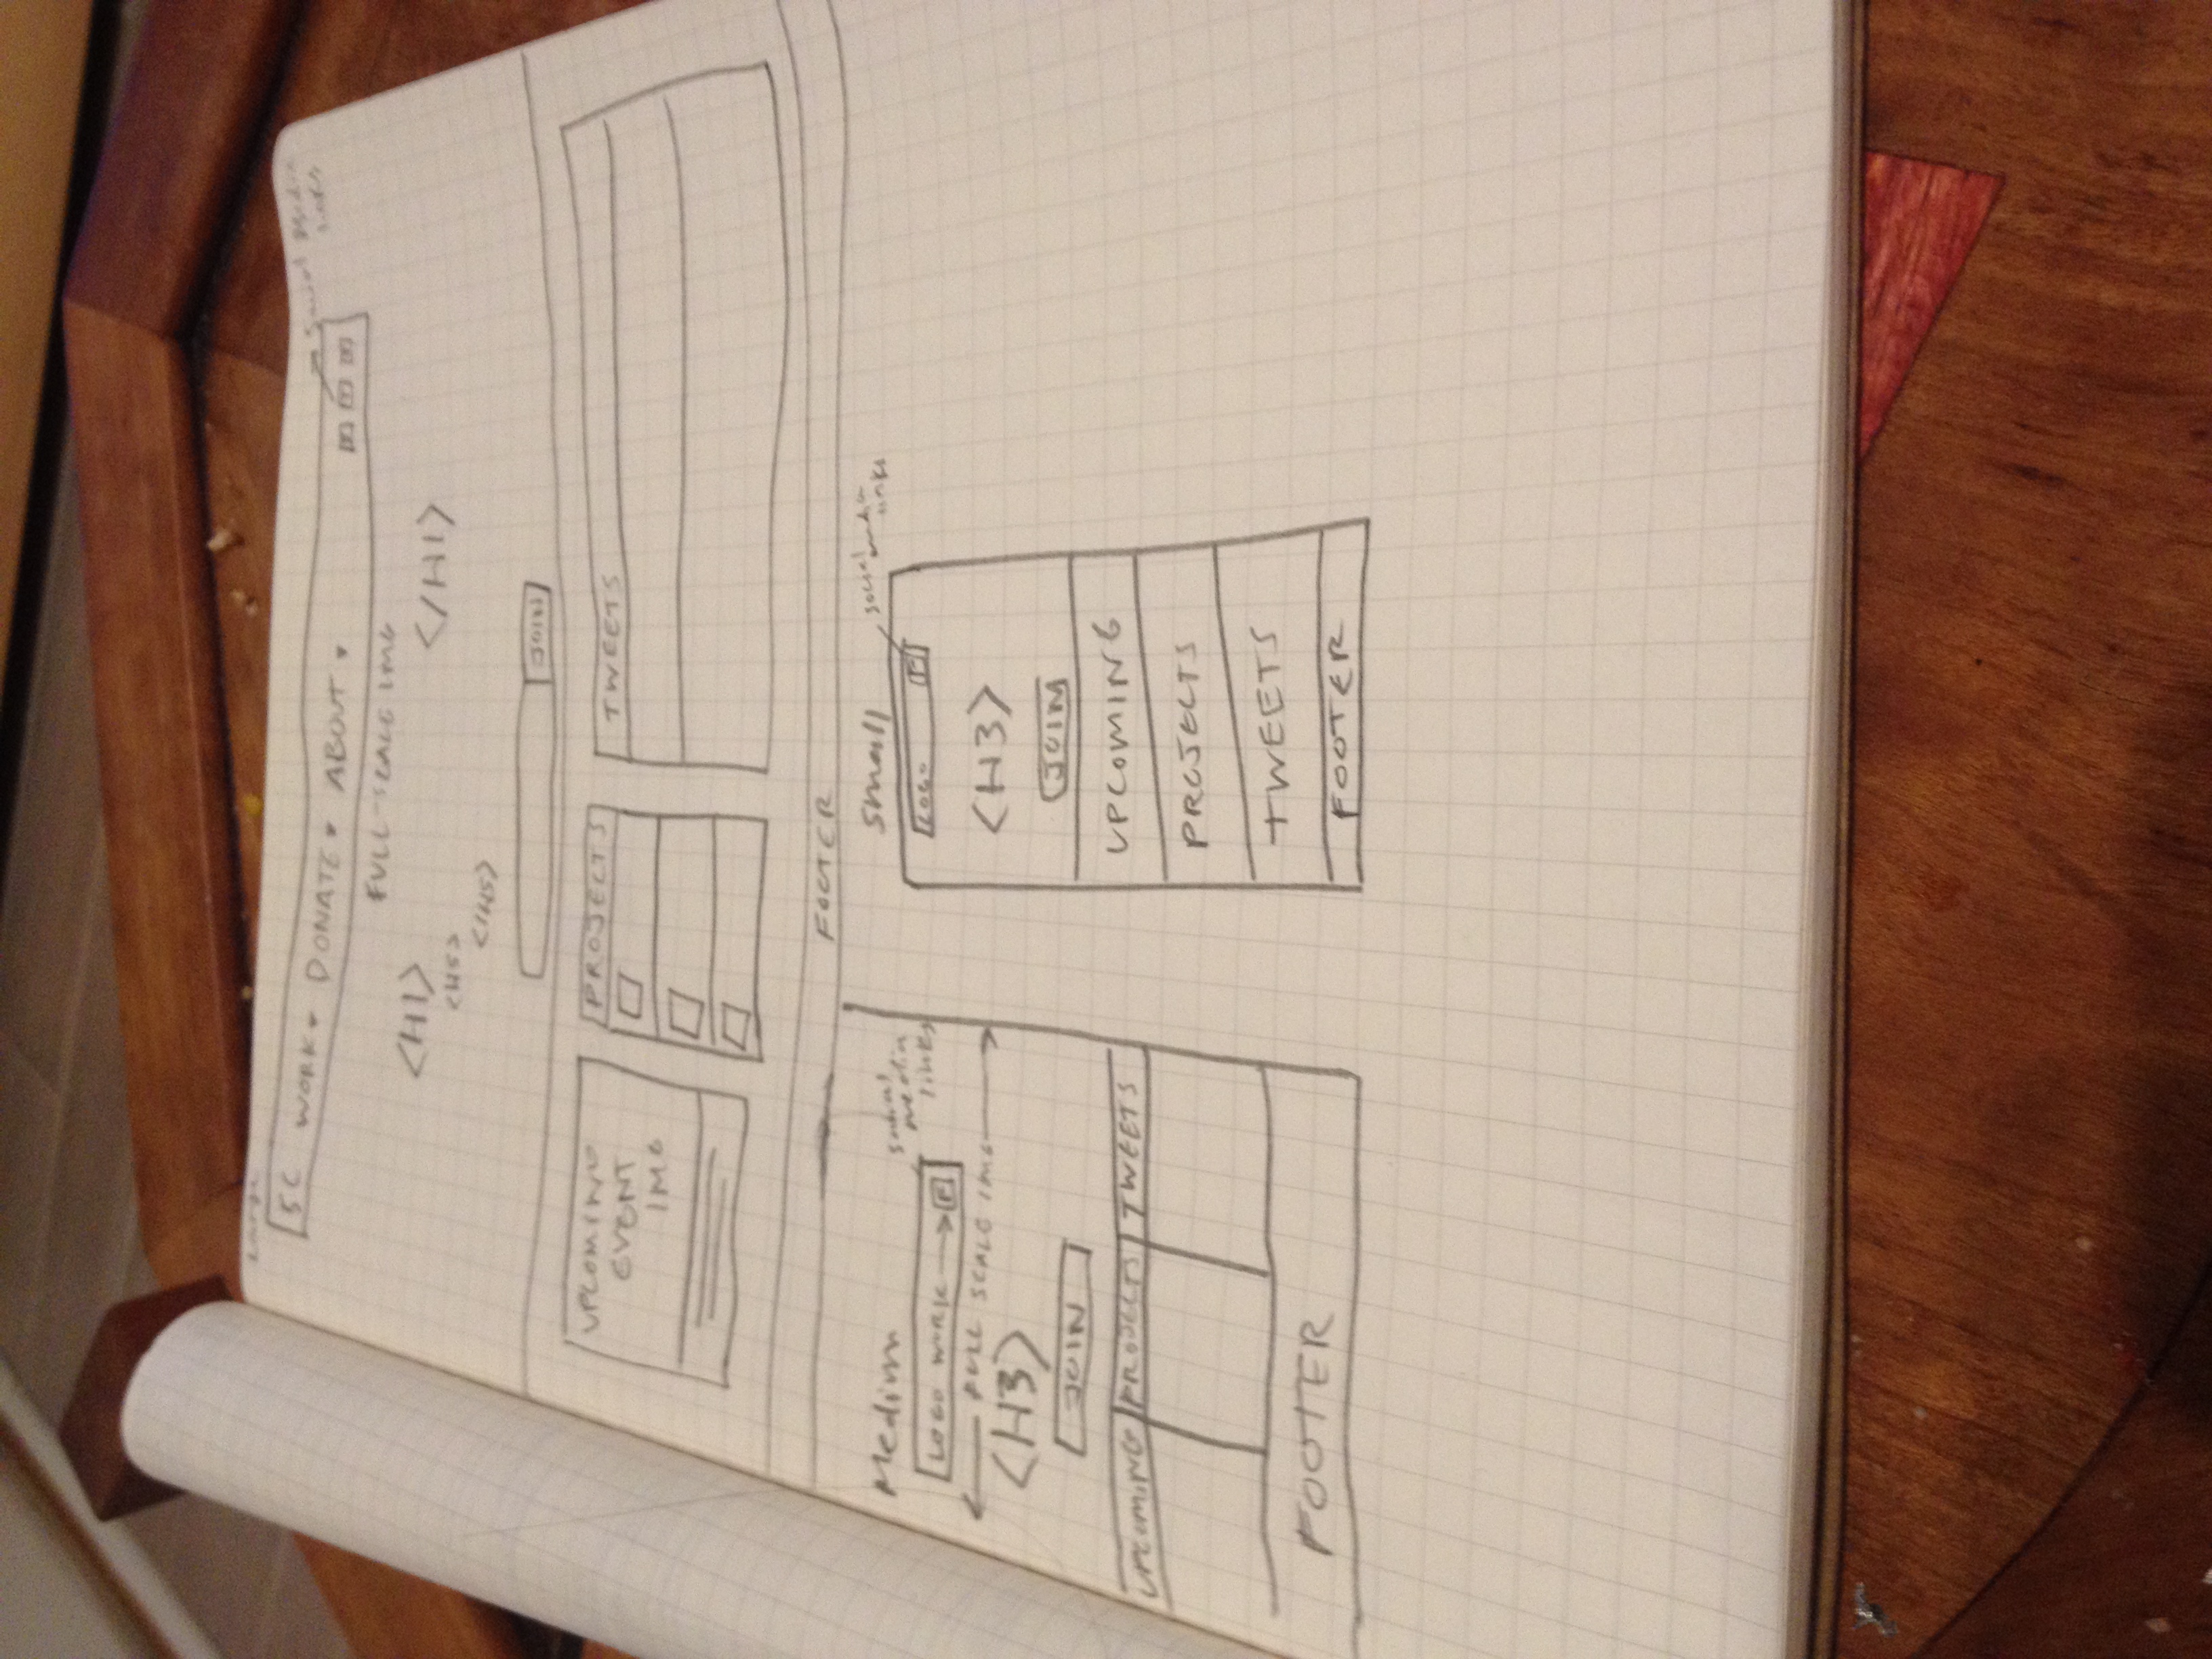 Large
SC WORK▾ DONATE▾ ABOUT ▾
Social Media
links
FULL-SCALE IMG
<H1> </H1>
<H5>
</H5>
JOIN
UPCOMING
EVENT
IMG
PROJECTS
TWEETS
FOOTER
Medium
social
media
links
LOGO WORK → F
← FULL SCALE IMG →
<H3>
JOIN
UPCOMING PROJECTS TWEETS
FOOTER
Small
social media
links
LOGO F
<H3>
JOIN
UPCOMING
PROJECTS
TWEETS
FOOTER